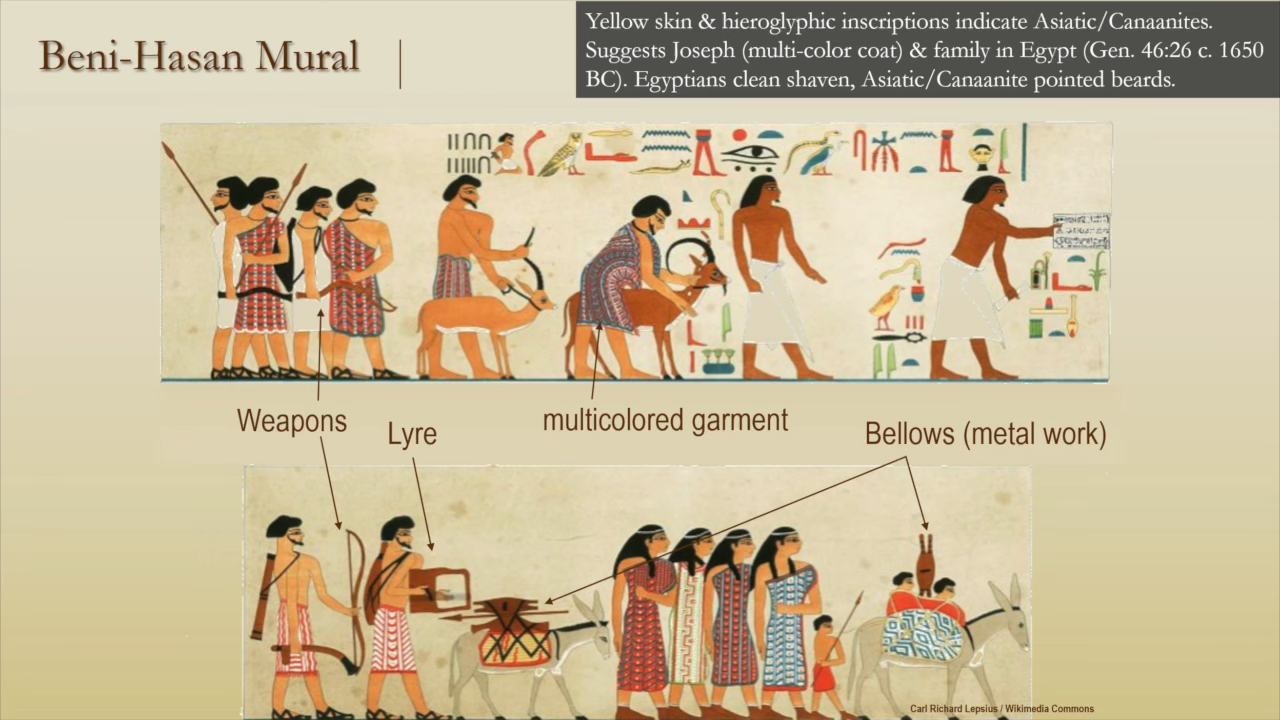 Beni-Hasan Mural
Yellow skin & hieroglyphic inscriptions indicate Asiatic/Canaanites.
Suggests Joseph (multi-color coat) & family in Egypt (Gen. 46:26 c. 1650
BC). Egyptians clean shaven, Asiatic/Canaanite pointed beards.
Weapons
Lyre
multicolored garment
Bellows (metal work)
Carl Richard Lepsius / Wikimedia Commons